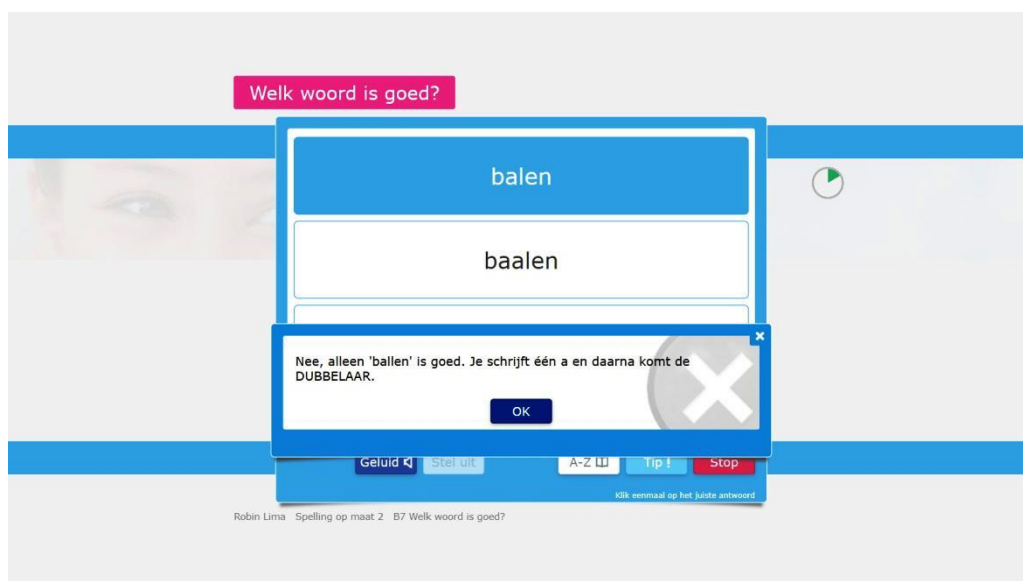 Welk woord is goed?
balen
baalen
Nee, alleen 'ballen' is goed. Je schrijft één a en daarna komt de
DUBBELAAR.
OK
Geluid
Stel uit
A-Z
Tip !
Stop
Klik eenmaal op het juiste antwoord
Robin Lima Spelling op maat 2 B7 Welk woord is goed?